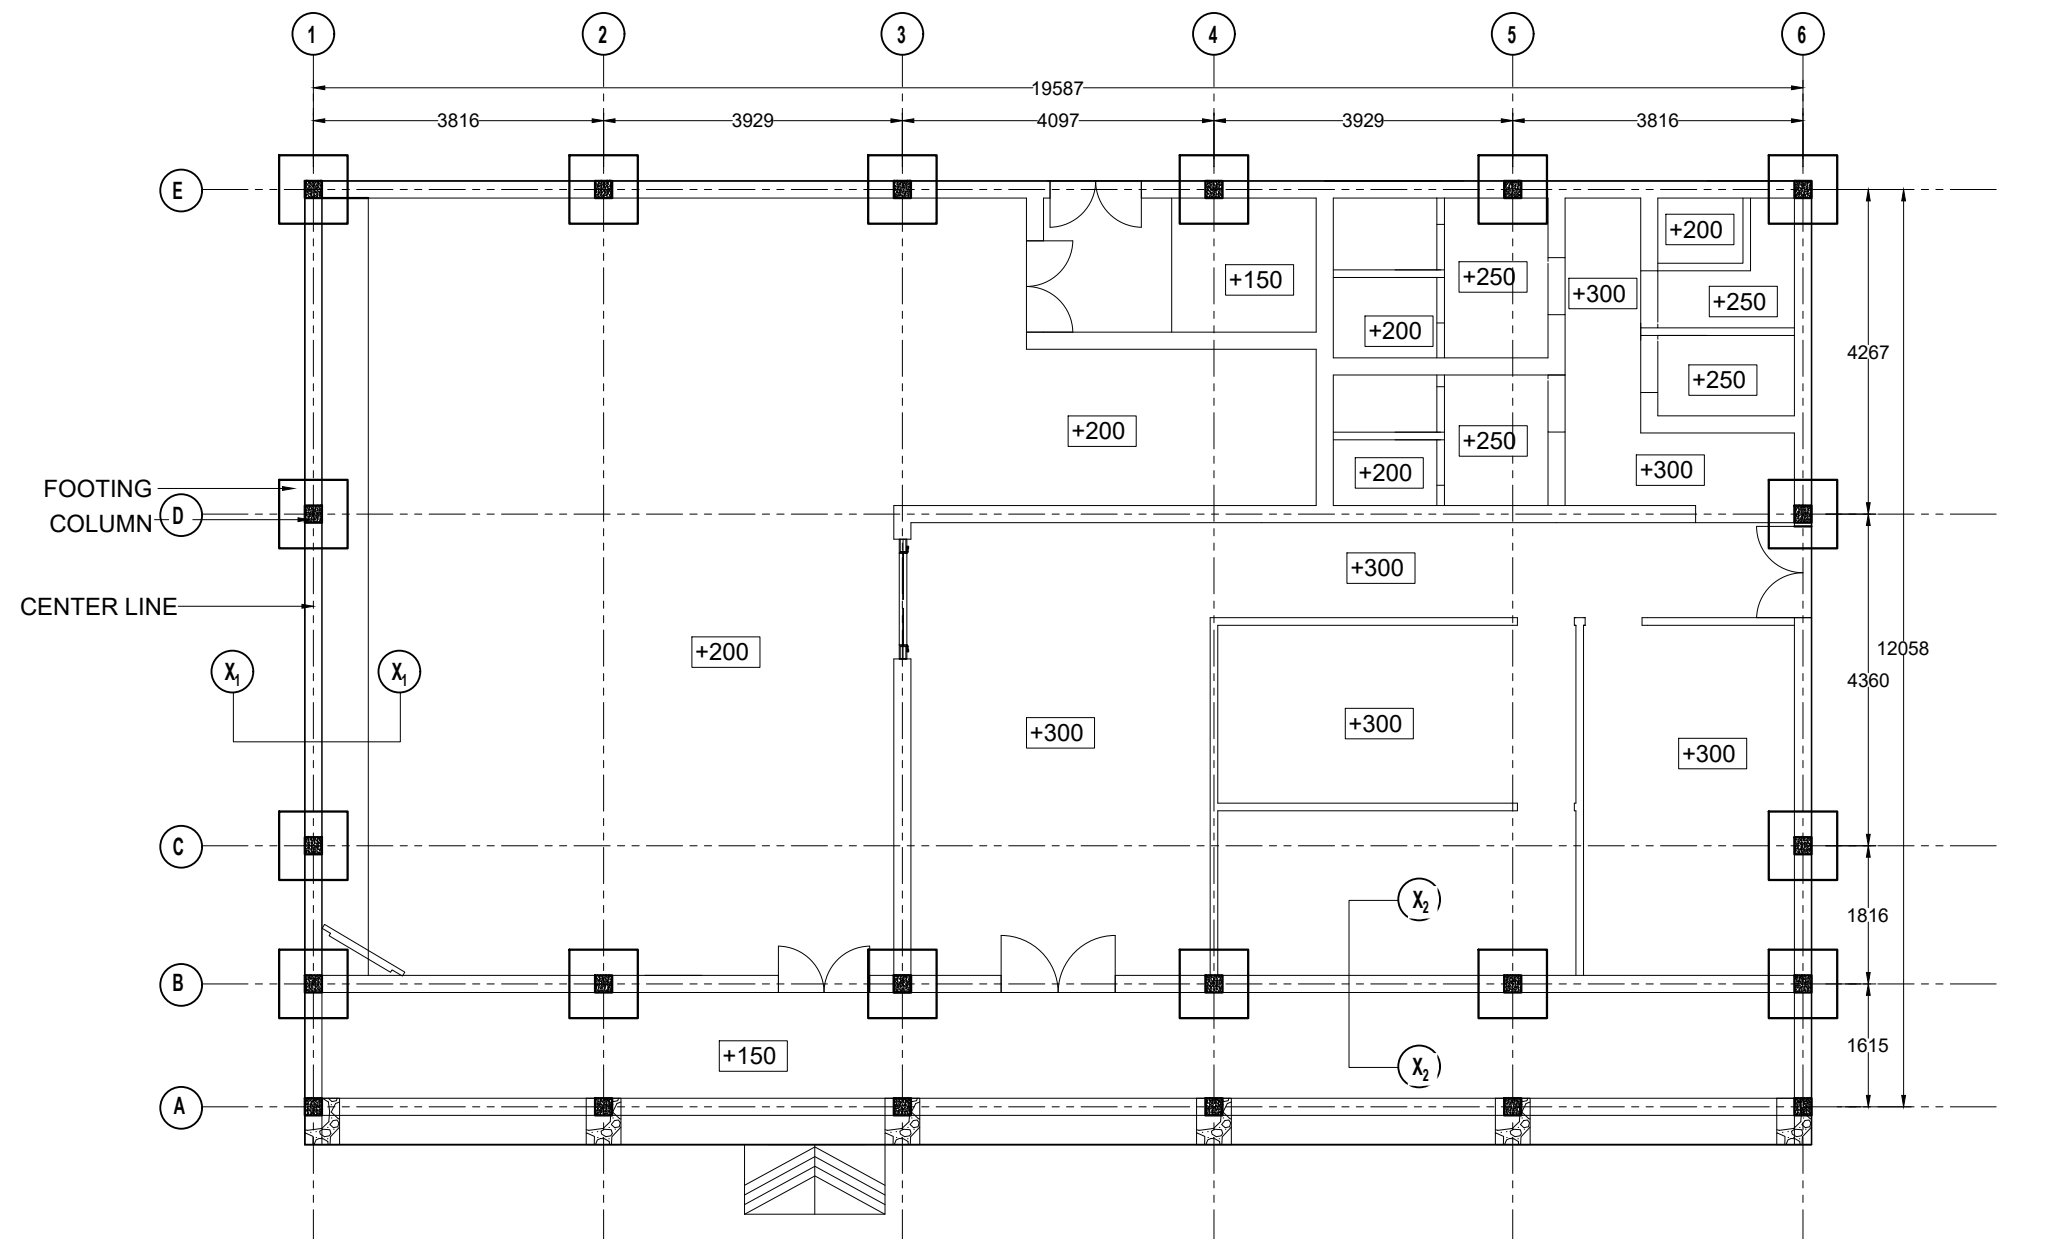 1 2 3 4 5 6
19587
3816 3929 4097 3929 3816
E
+200
+150 +250 +300
+250
+200
4267
+250
+200
+250
+200 +300
FOOTING
D
COLUMN
+300
CENTER LINE
12058
+200
X1 X1
4360
+300 +300
+300
C
X2
1816
B
1615
+150
X2
A